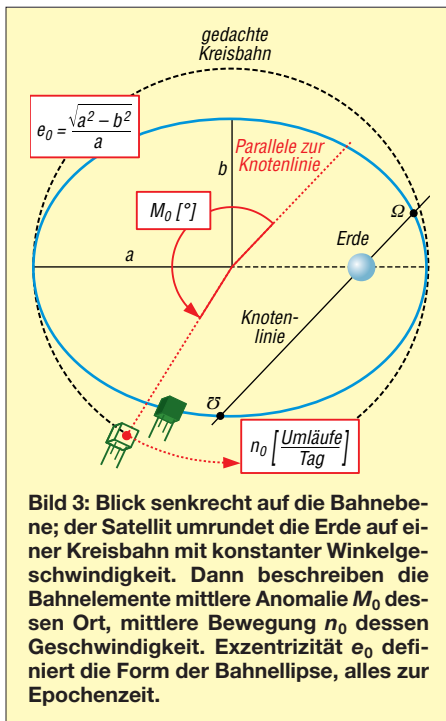 gedachte
Kreisbahn
e₀ = √(a² - b²) / a
Parallele zur
Knotenlinie
b
M₀ [°]
Ω
Erde
a
Knoten-
linie
℧
n₀ [Umläufe / Tag]
Bild 3: Blick senkrecht auf die Bahnebe-
ne; der Satellit umrundet die Erde auf ei-
ner Kreisbahn mit konstanter Winkelge-
schwindigkeit. Dann beschreiben die
Bahnelemente mittlere Anomalie M₀ des-
sen Ort, mittlere Bewegung n₀ dessen
Geschwindigkeit. Exzentrizität e₀ defi-
niert die Form der Bahnellipse, alles zur
Epochenzeit.